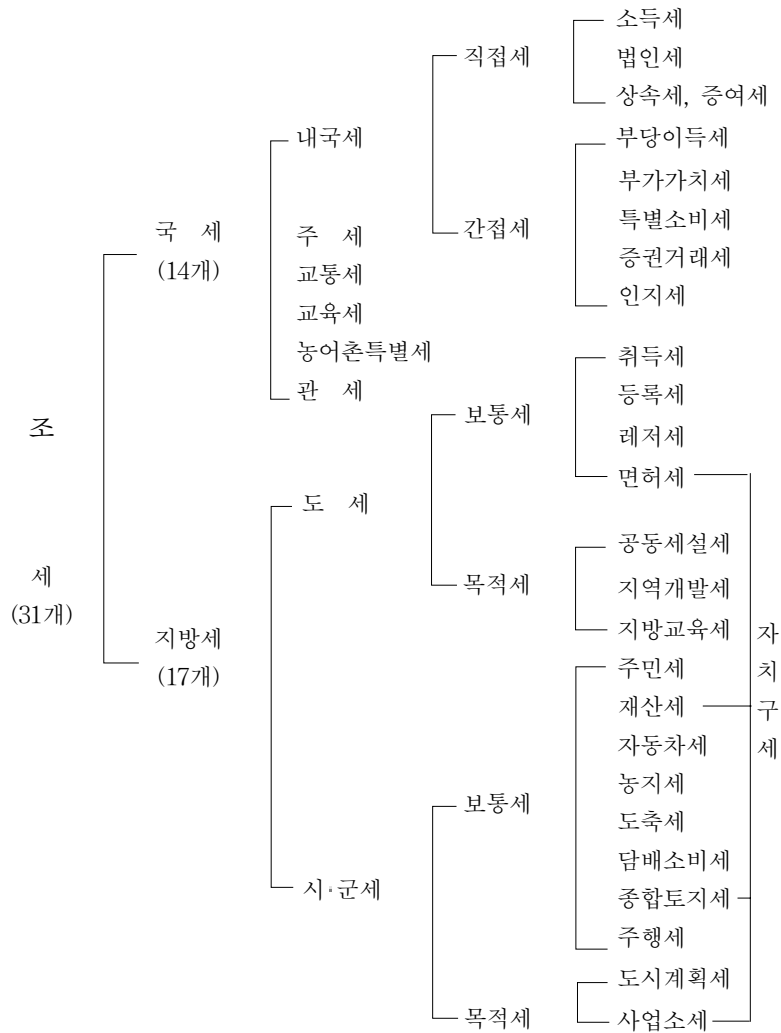 조
세
(31개)
국 세
(14개)
내국세
직접세
소득세
법인세
상속세, 증여세
간접세
부당이득세
부가가치세
특별소비세
증권거래세
인지세
주 세
교통세
교육세
농어촌특별세
관 세
지방세
(17개)
도 세
보통세
취득세
등록세
레저세
면허세
목적세
공동세설세
지역개발세
지방교육세
시·군세
보통세
주민세
재산세
자동차세
농지세
도축세
담배소비세
종합토지세
주행세
목적세
도시계획세
사업소세
자
치
구
세